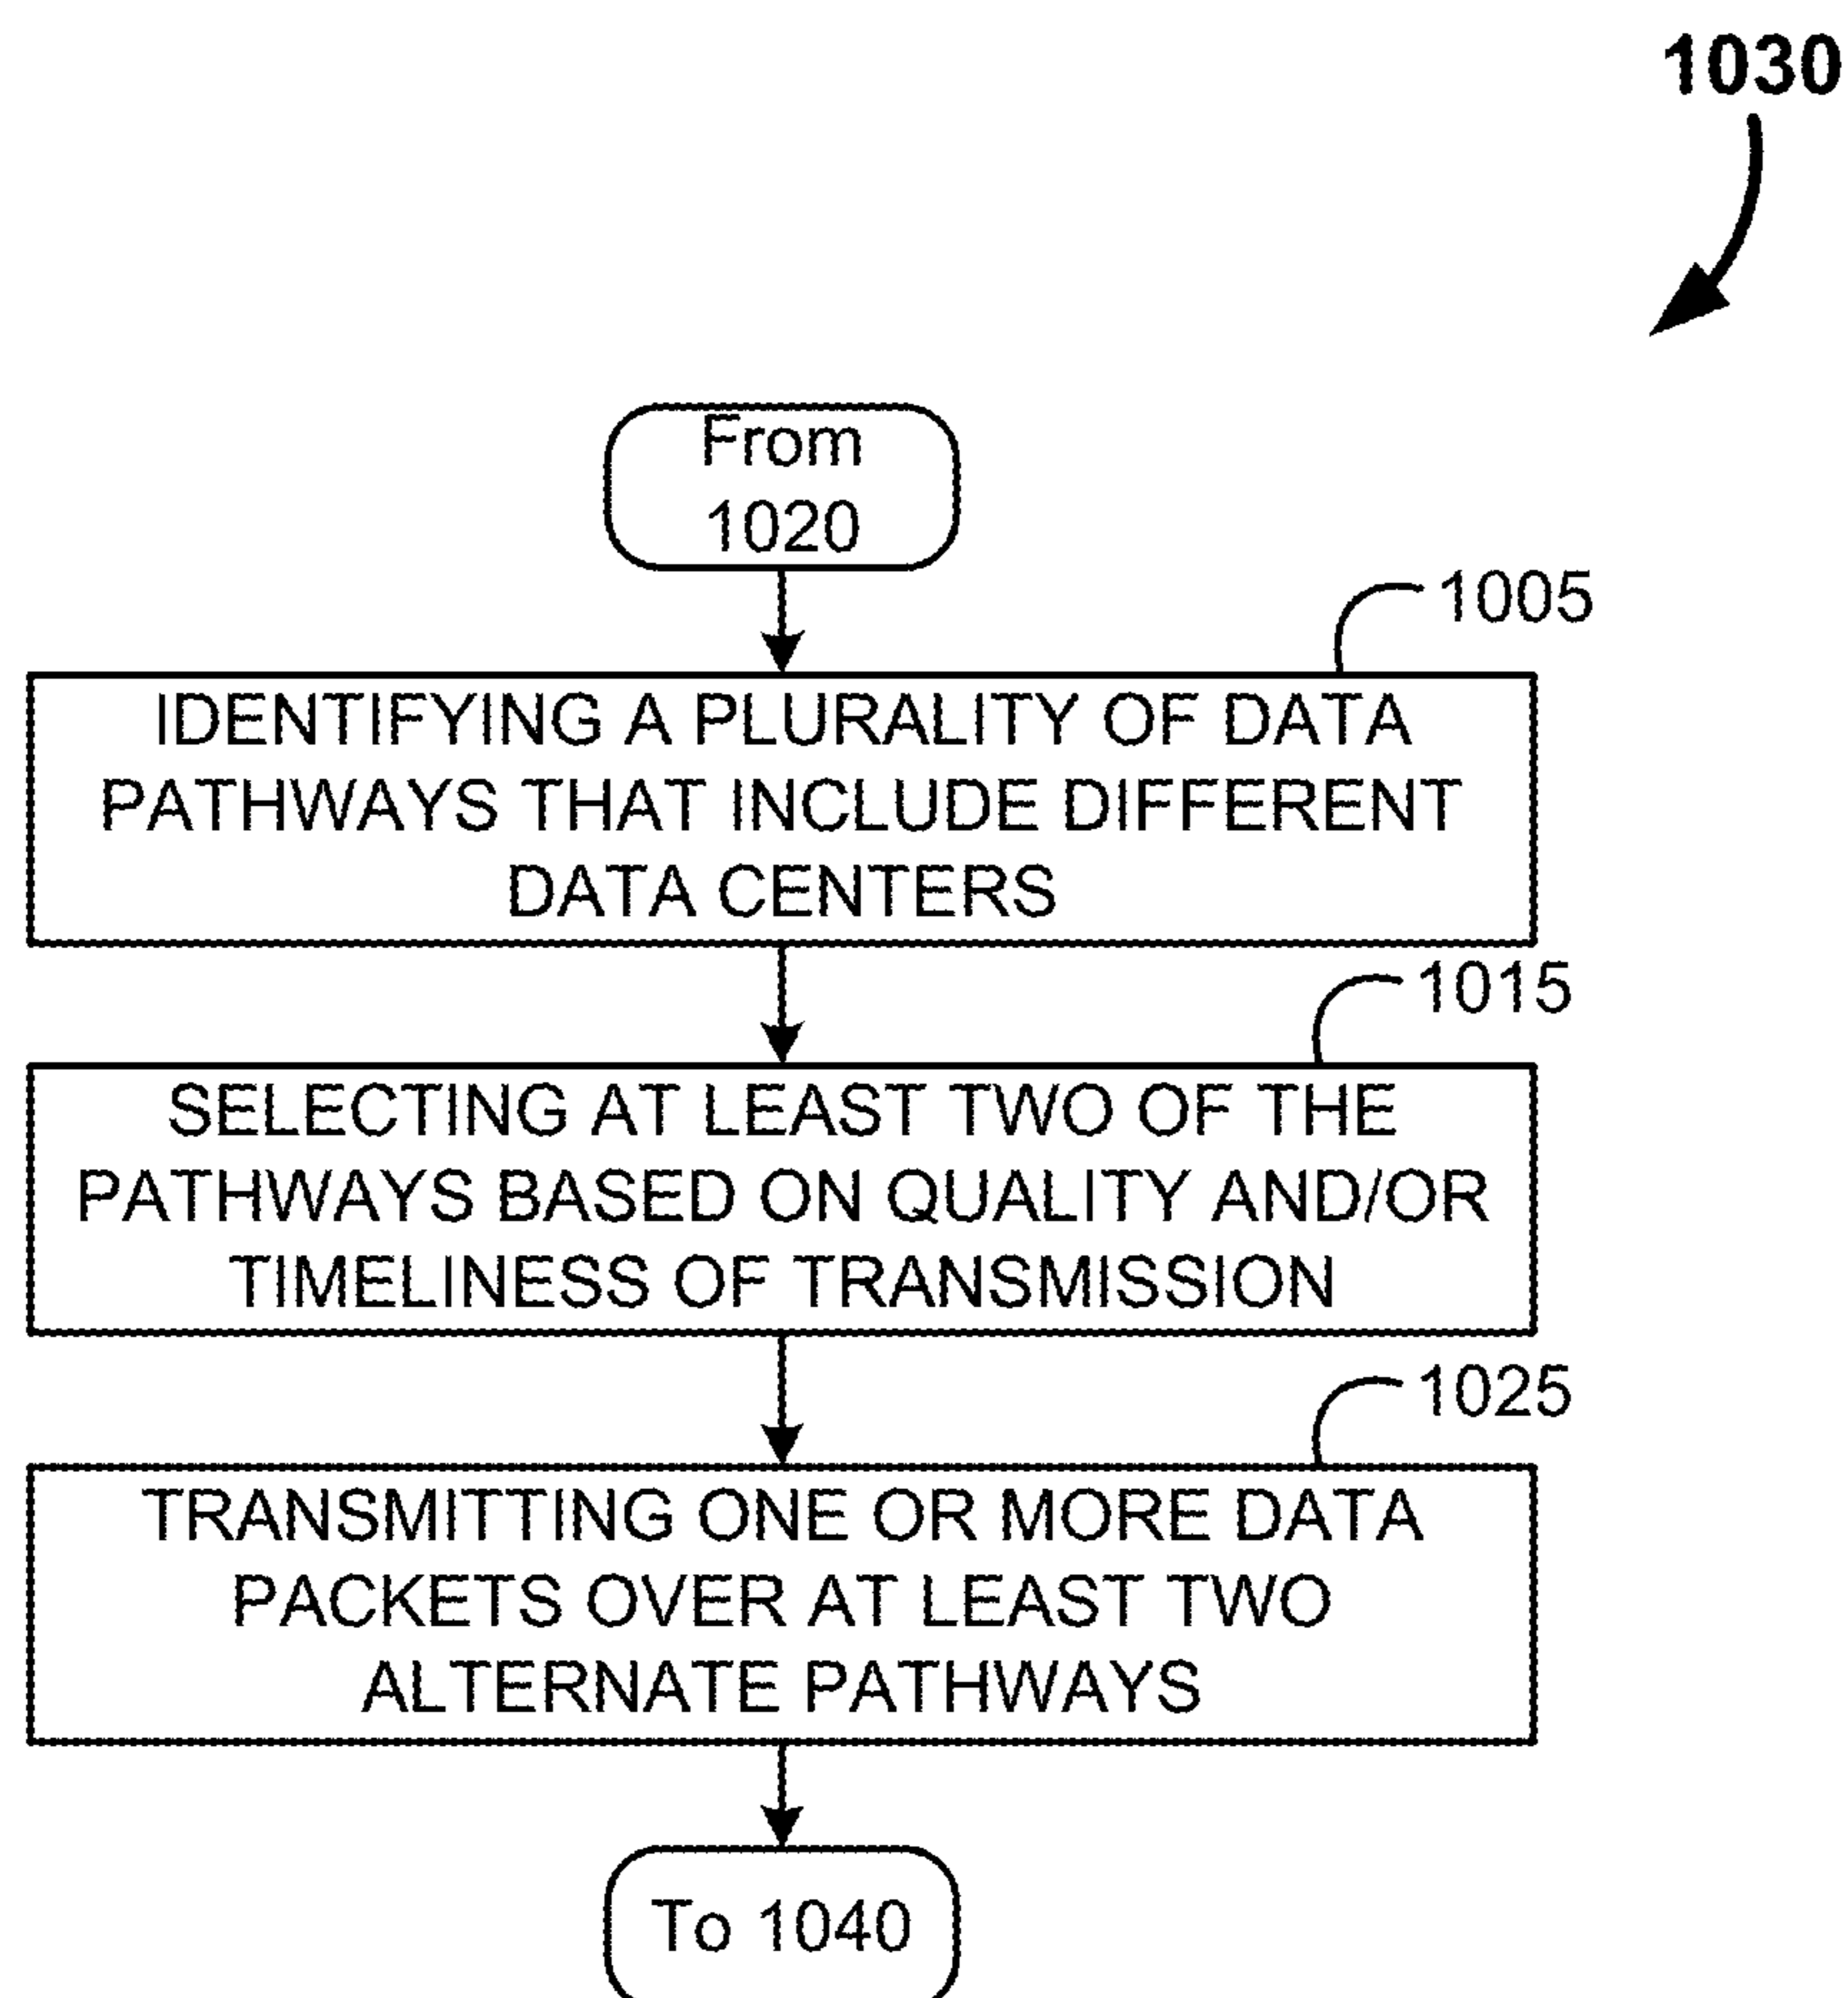 1030
From
1020
1005
IDENTIFYING A PLURALITY OF DATA
PATHWAYS THAT INCLUDE DIFFERENT
DATA CENTERS
1015
SELECTING AT LEAST TWO OF THE
PATHWAYS BASED ON QUALITY AND/OR
TIMELINESS OF TRANSMISSION
1025
TRANSMITTING ONE OR MORE DATA
PACKETS OVER AT LEAST TWO
ALTERNATE PATHWAYS
To 1040